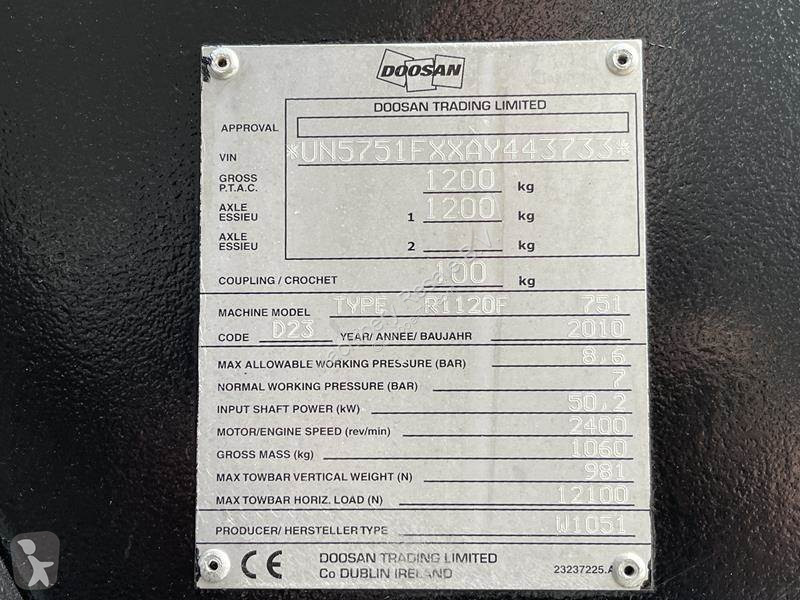 DOOSAN
DOOSAN TRADING LIMITED
APPROVAL
VIN *UN5751FXXAY443733*
GROSS P.T.A.C. 1200 kg
AXLE ESSIEU 1 1200 kg
AXLE ESSIEU 2 kg
COUPLING / CROCHET 100 kg
MACHINE MODEL TYPE R1120F 751
CODE D23 YEAR/ ANNEE/ BAUJAHR 2010
MAX ALLOWABLE WORKING PRESSURE (BAR) 8,6
NORMAL WORKING PRESSURE (BAR) 7
INPUT SHAFT POWER (kW) 50,2
MOTOR/ENGINE SPEED (rev/min) 2400
GROSS MASS (kg) 1060
MAX TOWBAR VERTICAL WEIGHT (N) 981
MAX TOWBAR HORIZ. LOAD (N) 12100
PRODUCER/ HERSTELLER TYPE W1051
CE DOOSAN TRADING LIMITED
Co DUBLIN IRELAND 23237225.A